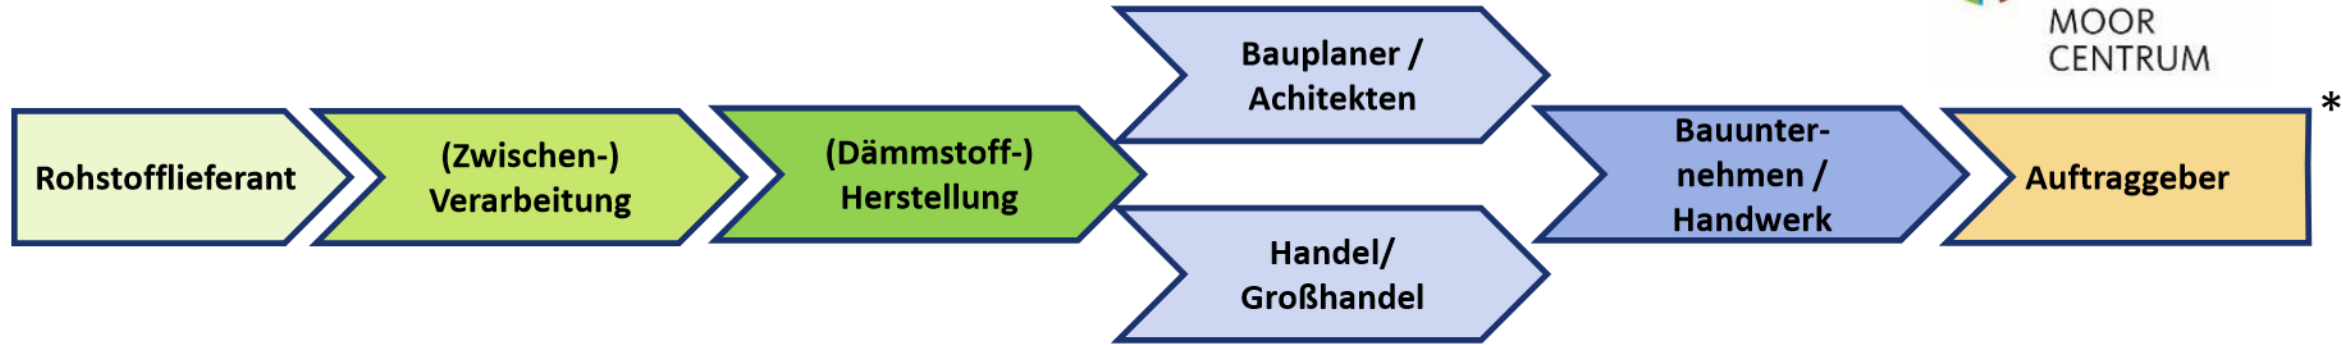 MOOR
CENTRUM
*
Rohstofflieferant
(Zwischen-)
Verarbeitung
(Dämmstoff-)
Herstellung
Bauplaner /
Achitekten
Handel/
Großhandel
Bauunter-
nehmen /
Handwerk
Auftraggeber